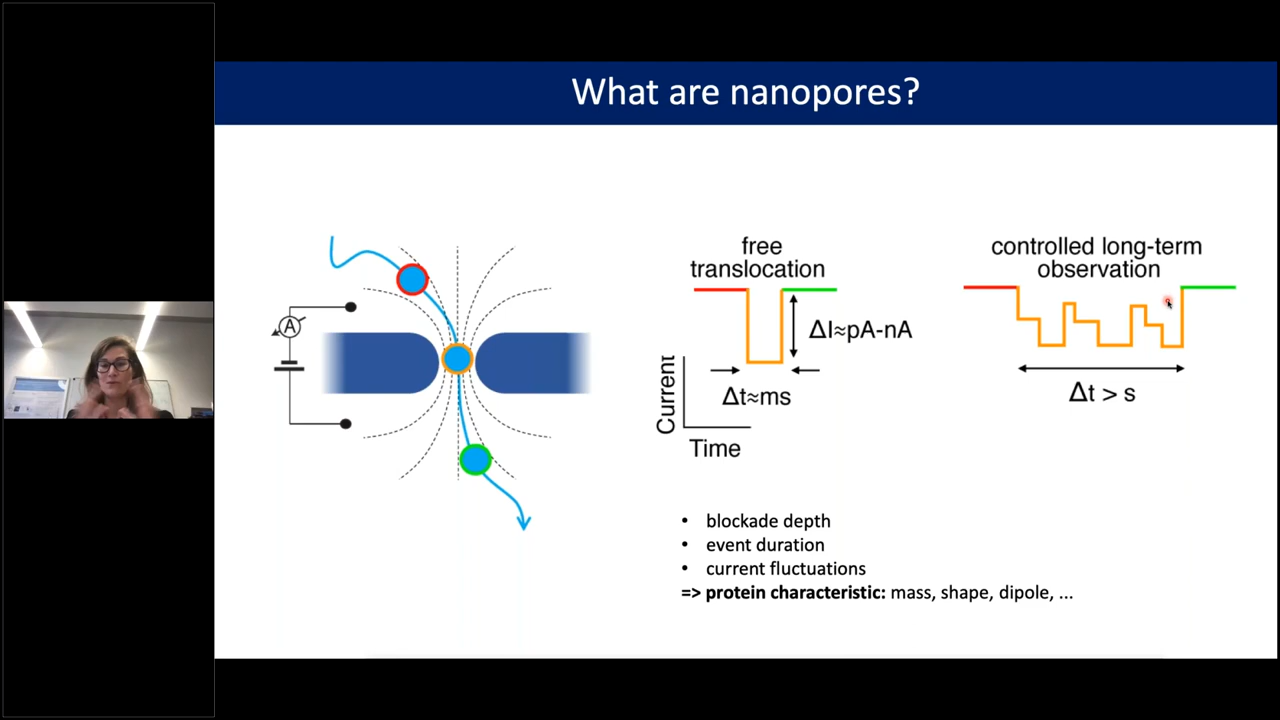 What are nanopores?
A
free
translocation
ΔI≈pA-nA
Δt≈ms
Current
Time
controlled long-term
observation
Δt > s
• blockade depth
• event duration
• current fluctuations
=> protein characteristic: mass, shape, dipole, ...